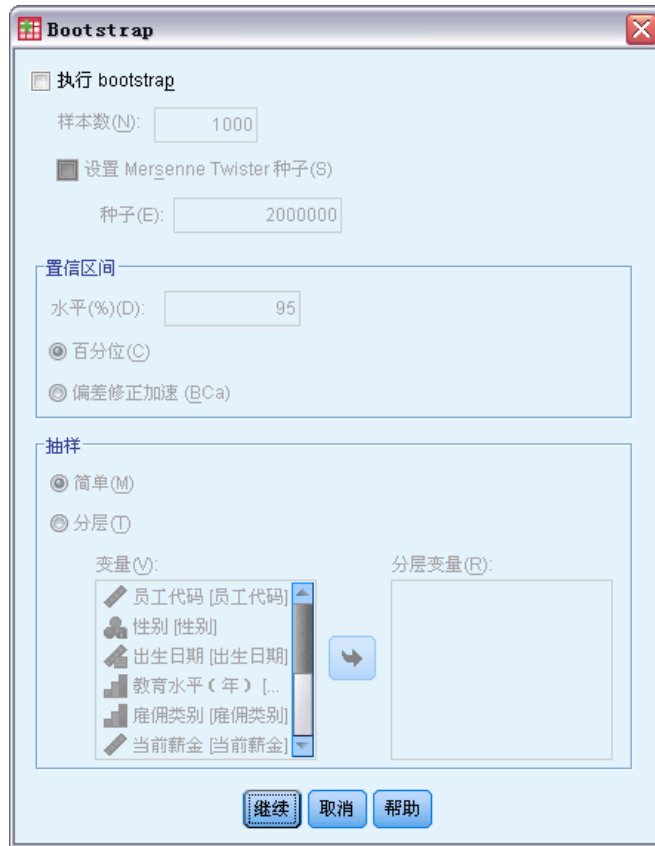 Bootstrap
执行 bootstrap
样本数(N): 1000
设置 Mersenne Twister 种子(S)
种子(E): 2000000
置信区间
水平(%)(D): 95
百分位(C)
偏差修正加速 (BCa)
抽样
简单(M)
分层(T)
变量(V): 分层变量(R):
员工代码 [员工代码]
性别 [性别]
出生日期 [出生日期]
教育水平（年） [...
雇佣类别 [雇佣类别]
当前薪金 [当前薪金]
继续 取消 帮助